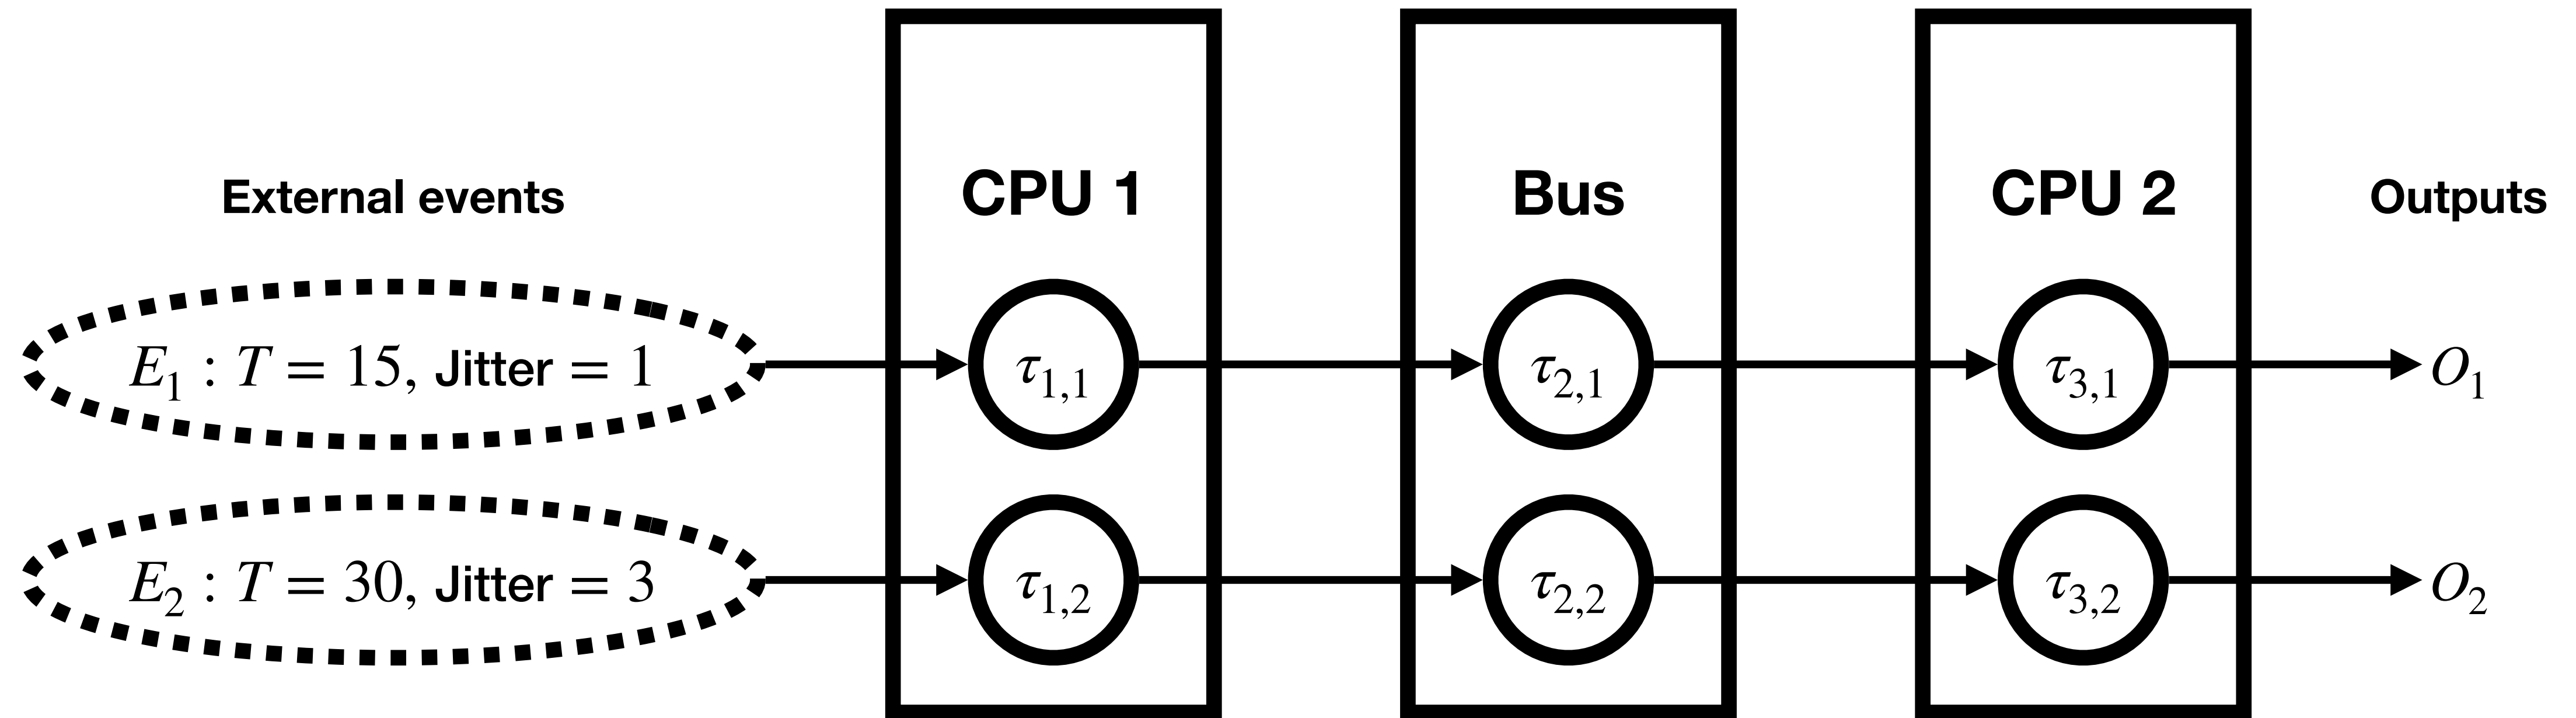 External events
CPU 1
Bus
CPU 2
Outputs
E₁ : T = 15, Jitter = 1
τ₁,₁
τ₂,₁
τ₃,₁
O₁
E₂ : T = 30, Jitter = 3
τ₁,₂
τ₂,₂
τ₃,₂
O₂